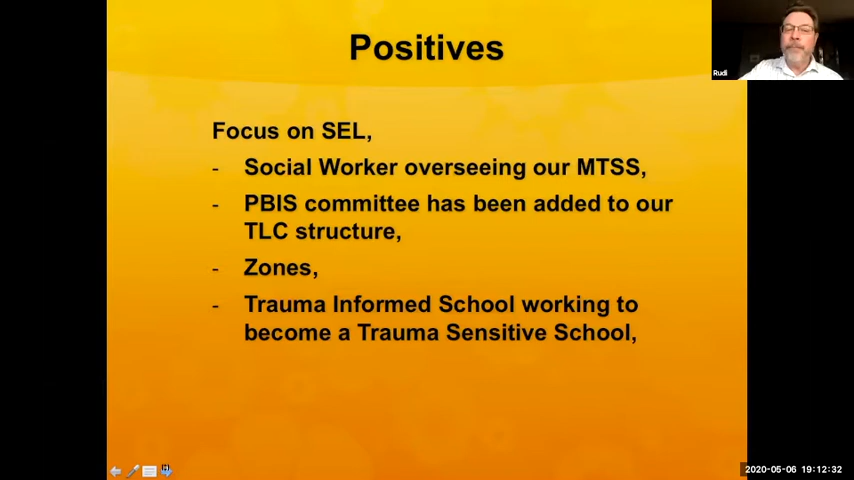 Positives
Rudi
Focus on SEL,
- Social Worker overseeing our MTSS,
- PBIS committee has been added to our
TLC structure,
- Zones,
- Trauma Informed School working to
become a Trauma Sensitive School,
2020-05-06 19:12:32